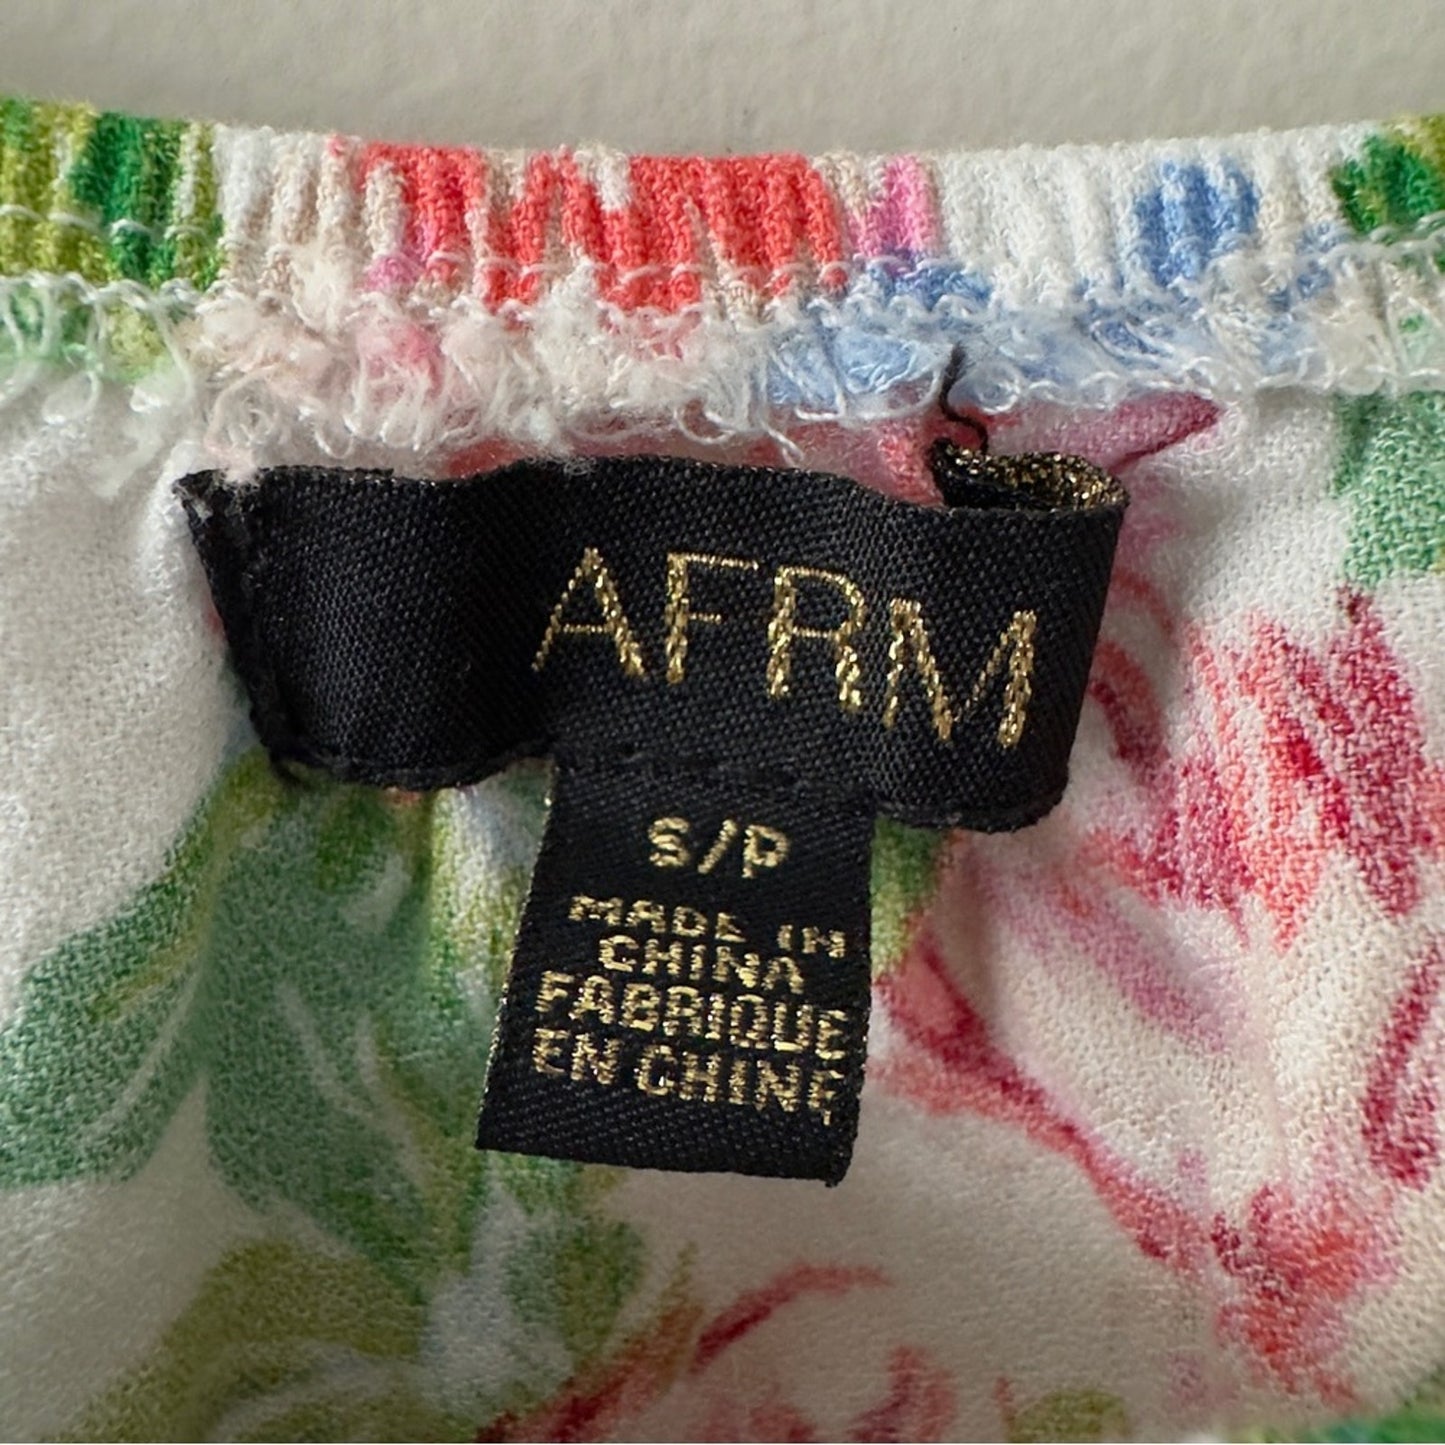 AFRM
S/P
MADE IN
CHINA
FABRIQUE
EN CHINE